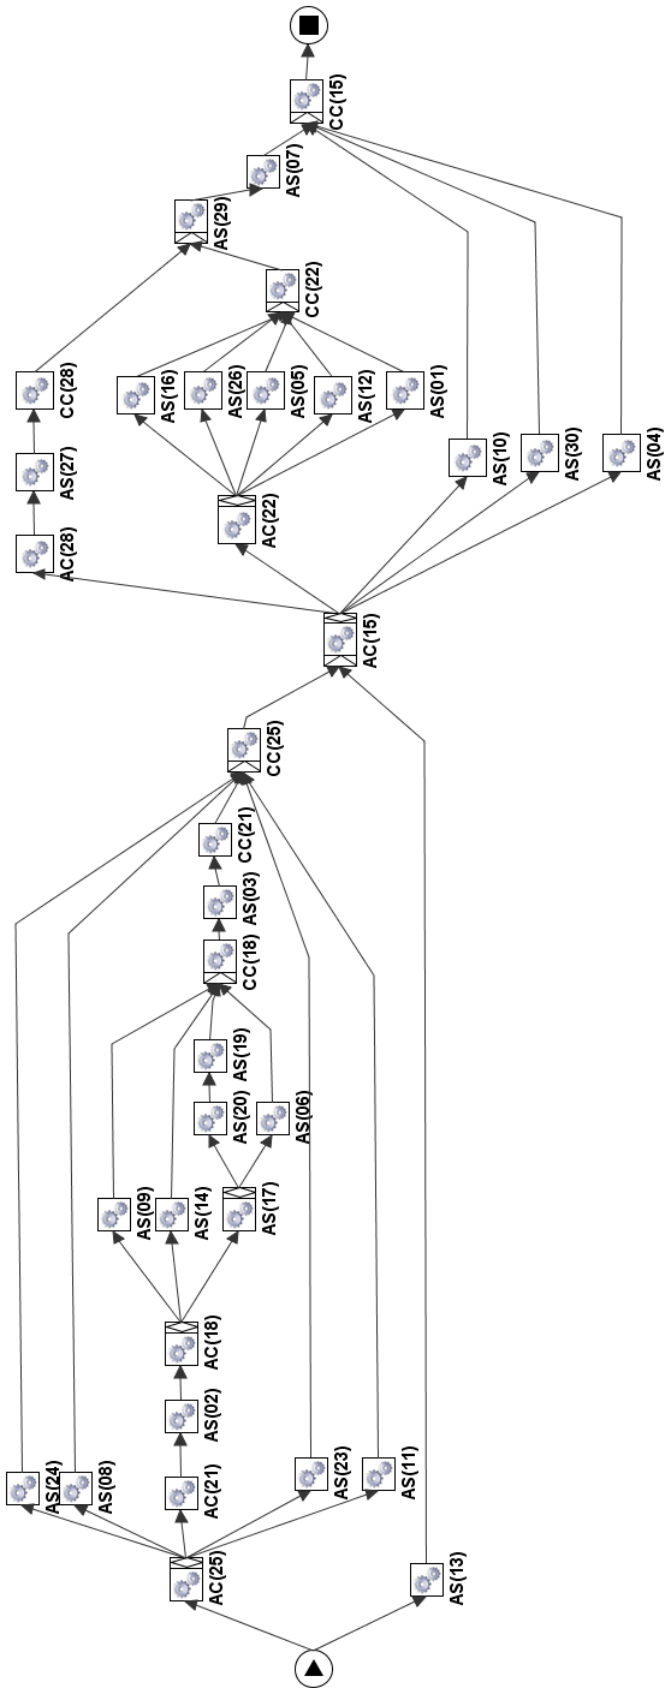 CC(15)
AS(07)
AS(29)
CC(22)
CC(28)
AS(16)
AS(26)
AS(05)
AS(12)
AS(01)
AS(27)
AS(10)
AS(30)
AS(04)
AC(28)
AC(22)
AC(15)
CC(25)
CC(21)
AS(03)
CC(18)
AS(19)
AS(20)
AS(06)
AS(09)
AS(14)
AS(17)
AC(18)
AS(02)
AS(24)
AS(08)
AC(21)
AS(23)
AS(11)
AC(25)
AS(13)